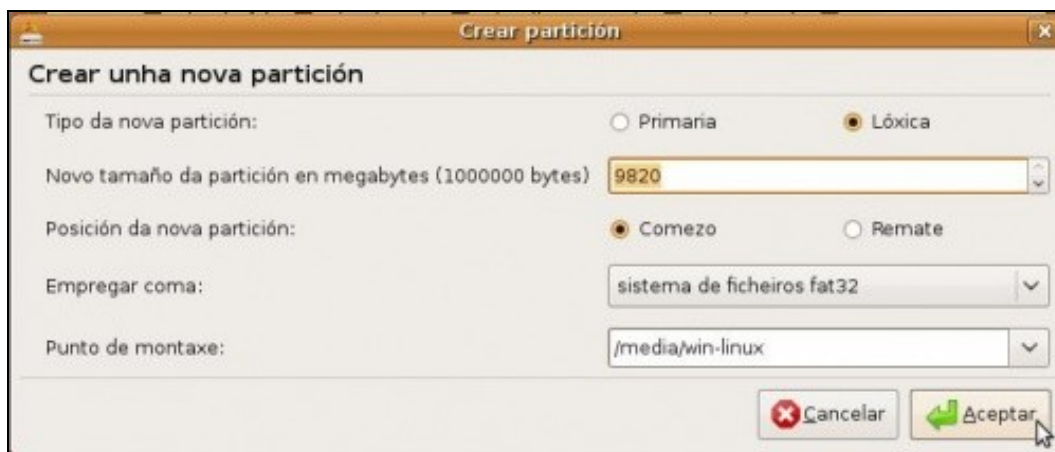 Crear partición
Crear unha nova partición
Tipo da nova partición: Primaria Lóxica
Novo tamaño da partición en megabytes (1000000 bytes) 9820
Posición da nova partición: Comezo Remate
Empregar coma: sistema de ficheiros fat32
Punto de montaxe: /media/win-linux
Cancelar Aceptar